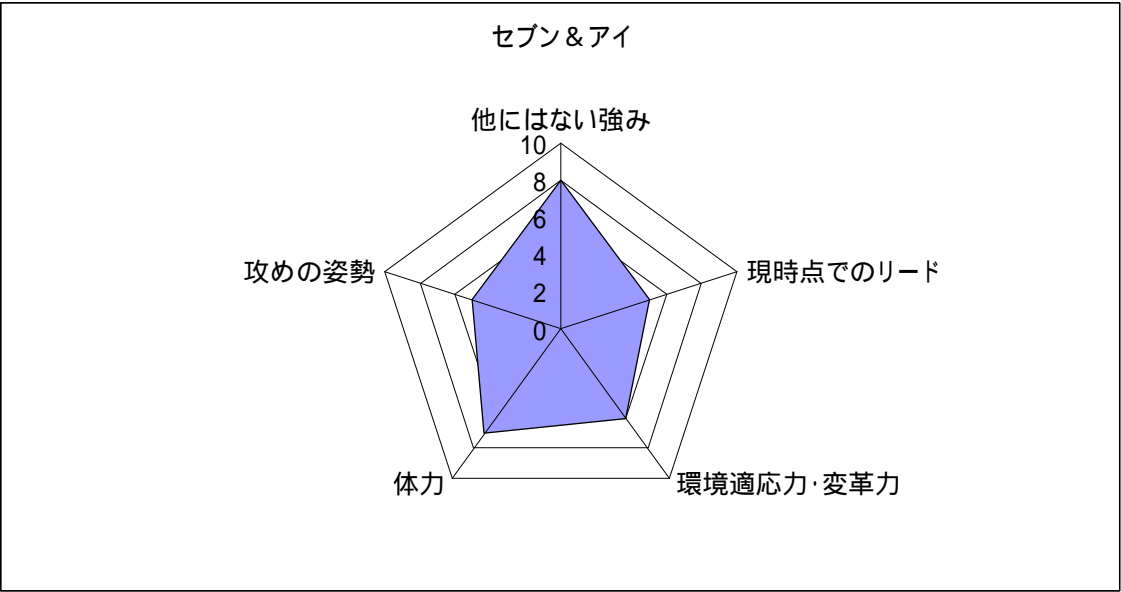 セブン＆アイ
他にはない強み
10
8
6
4
2
0
攻めの姿勢
現時点でのリード
体力
環境適応力・変革力